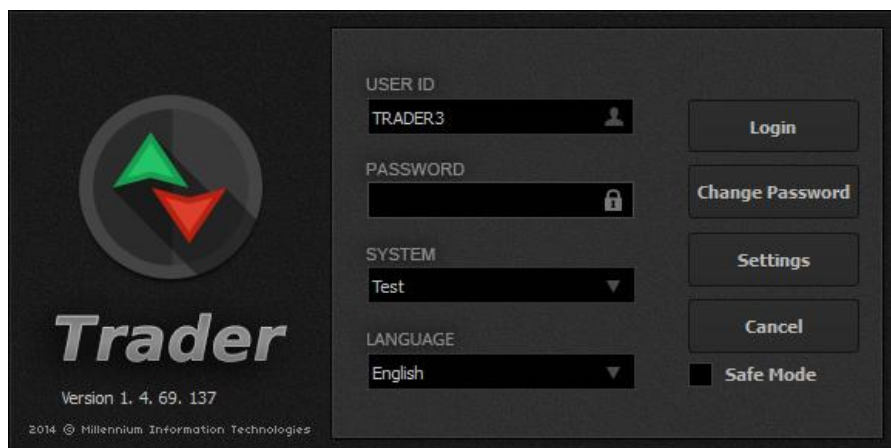 Trader
Version 1. 4. 69. 137
2014 © Millennium Information Technologies
USER ID
TRADER3
PASSWORD
SYSTEM
Test
LANGUAGE
English
Login
Change Password
Settings
Cancel
Safe Mode